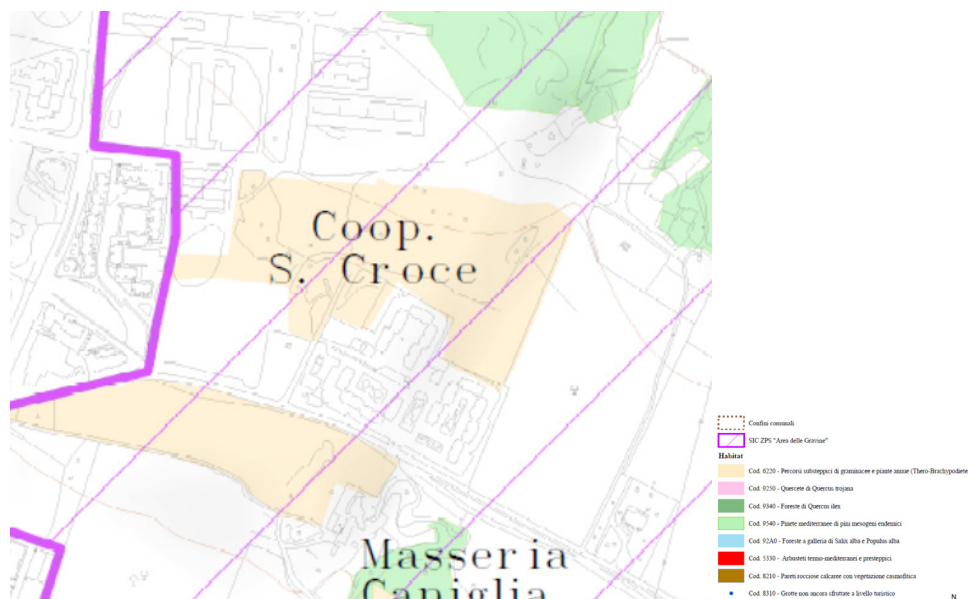 Coop.
S. Croce
Masseria
Caniglia
Confini comunali
SIC ZPS "Area delle Gravine"
Habitat
Cod. 6220 - Percorsi substeppici di graminacee e piante annue (Thero-Brachypodiete
Cod. 9250 - Querceti di Quercus trojana
Cod. 9340 - Foreste di Quercus ilex
Cod. 9540 - Pinete mediterranee di pini mesogeni endemici
Cod. 92A0 - Foreste a galleria di Salix alba e Populus alba
Cod. 5330 - Arbusteti termo-mediterranei e presteppici
Cod. 8210 - Pareti rocciose calcaree con vegetazione casmofitica
Cod. 8310 - Grotte non ancora sfruttate a livello turistico
N